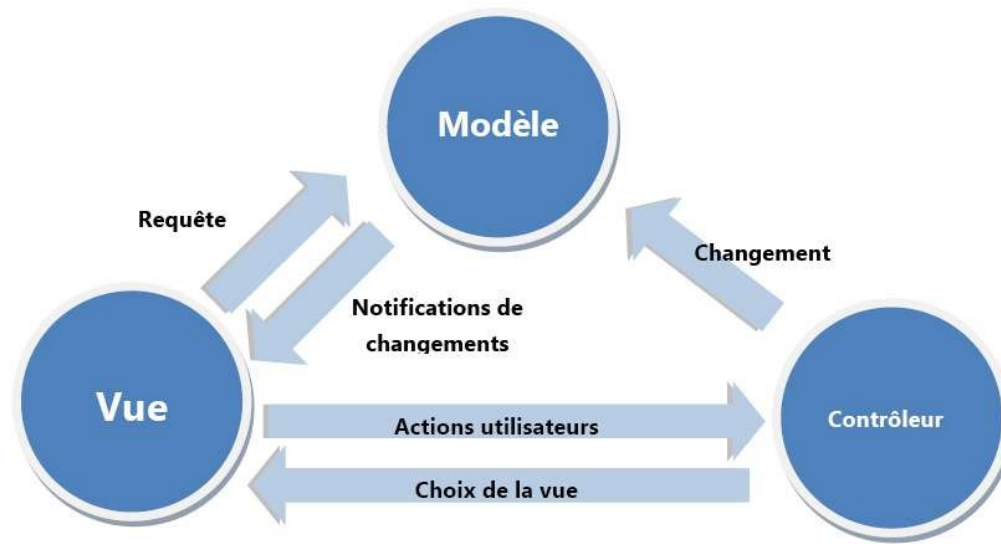 Modèle
Requête
Changement
Notifications de
changements
Vue
Actions utilisateurs
Contrôleur
Choix de la vue